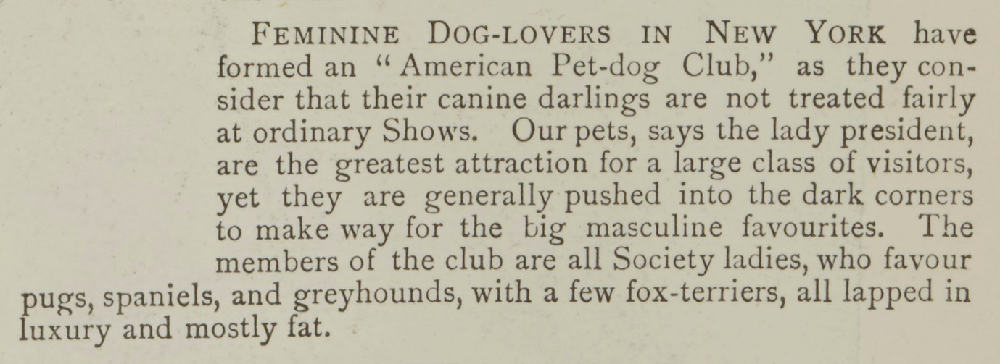 FEMININE DOG-LOVERS IN NEW YORK have
formed an “American Pet-dog Club,” as they con-
sider that their canine darlings are not treated fairly
at ordinary Shows. Our pets, says the lady president,
are the greatest attraction for a large class of visitors,
yet they are generally pushed into the dark corners
to make way for the big masculine favourites. The
members of the club are all Society ladies, who favour
pugs, spaniels, and greyhounds, with a few fox-terriers, all lapped in
luxury and mostly fat.